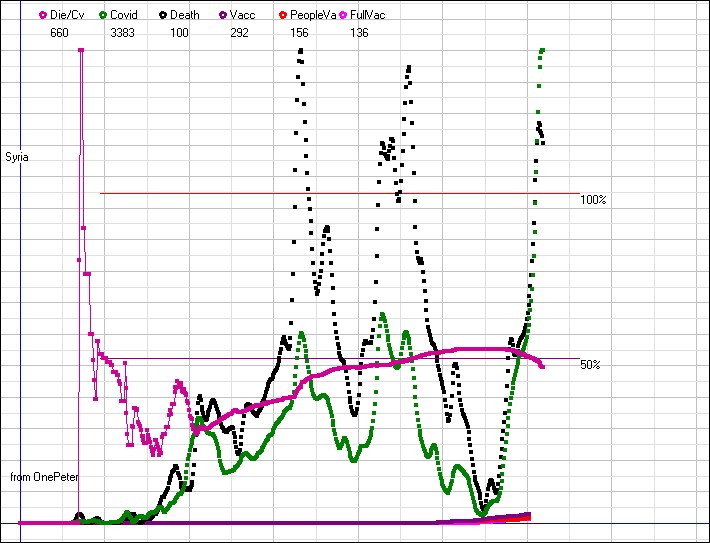 Die/Cv Covid Death Vacc PeopleVa FullVac
660 3383 100 292 156 136
Syria
100%
50%
from OnePeter